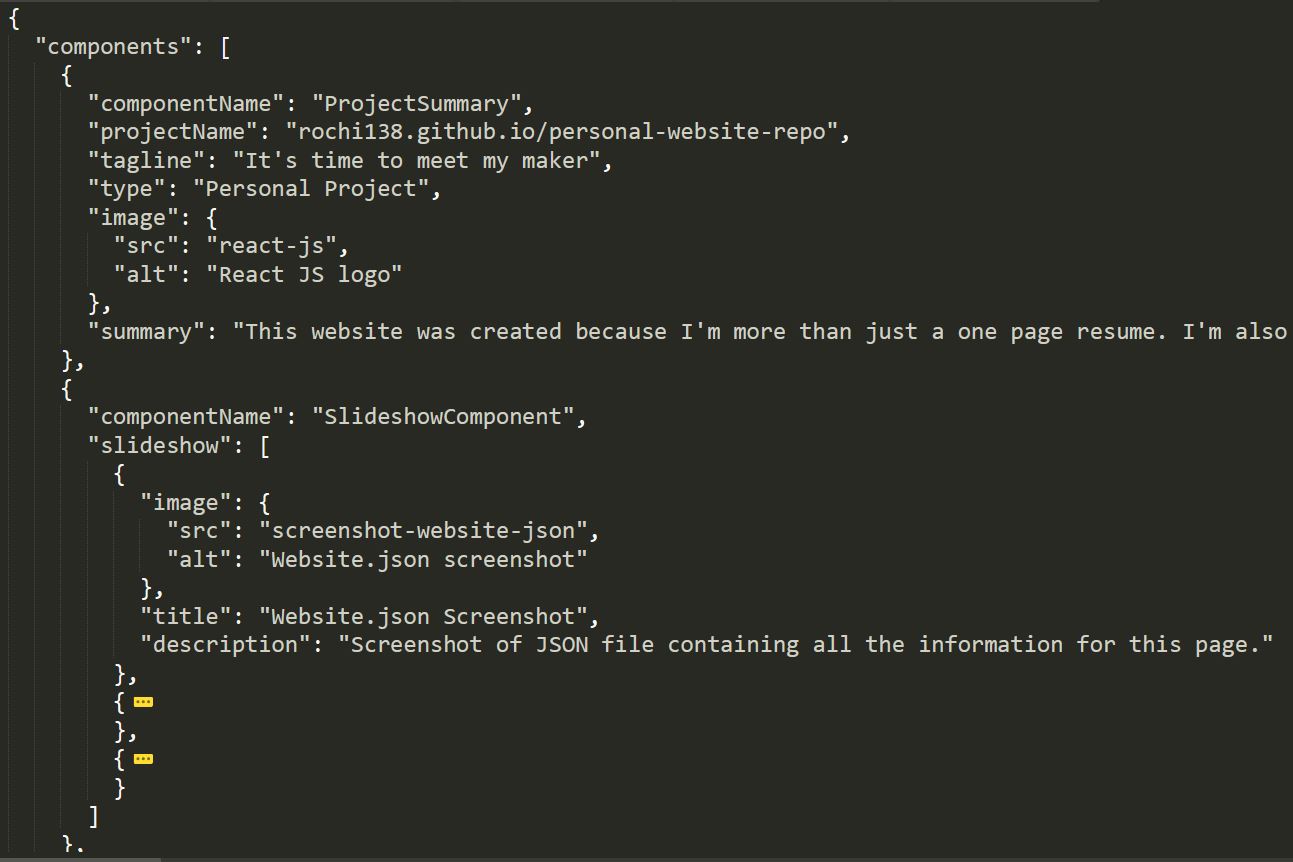 {
  "components": [
    {
      "componentName": "ProjectSummary",
      "projectName": "rochi138.github.io/personal-website-repo",
      "tagline": "It's time to meet my maker",
      "type": "Personal Project",
      "image": {
        "src": "react-js",
        "alt": "React JS logo"
      },
      "summary": "This website was created because I'm more than just a one page resume. I'm also
    },
    {
      "componentName": "SlideshowComponent",
      "slideshow": [
        {
          "image": {
            "src": "screenshot-website-json",
            "alt": "Website.json screenshot"
          },
          "title": "Website.json Screenshot",
          "description": "Screenshot of JSON file containing all the information for this page."
        },
        { ...
        },
        { ...
        }
      ]
    },